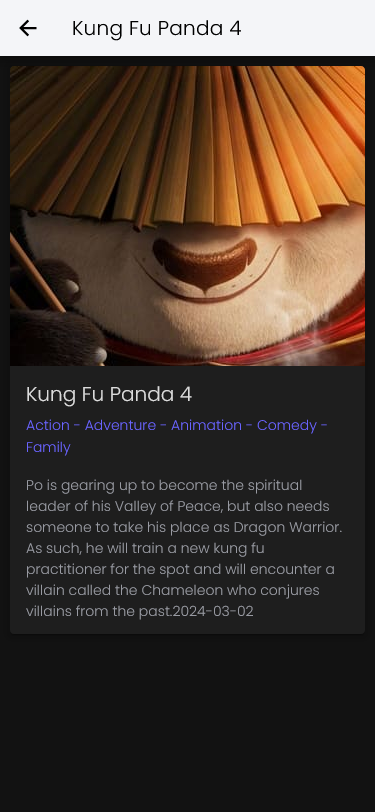 Kung Fu Panda 4
Kung Fu Panda 4
Action - Adventure - Animation - Comedy -
Family
Po is gearing up to become the spiritual
leader of his Valley of Peace, but also needs
someone to take his place as Dragon Warrior.
As such, he will train a new kung fu
practitioner for the spot and will encounter a
villain called the Chameleon who conjures
villains from the past.2024-03-02